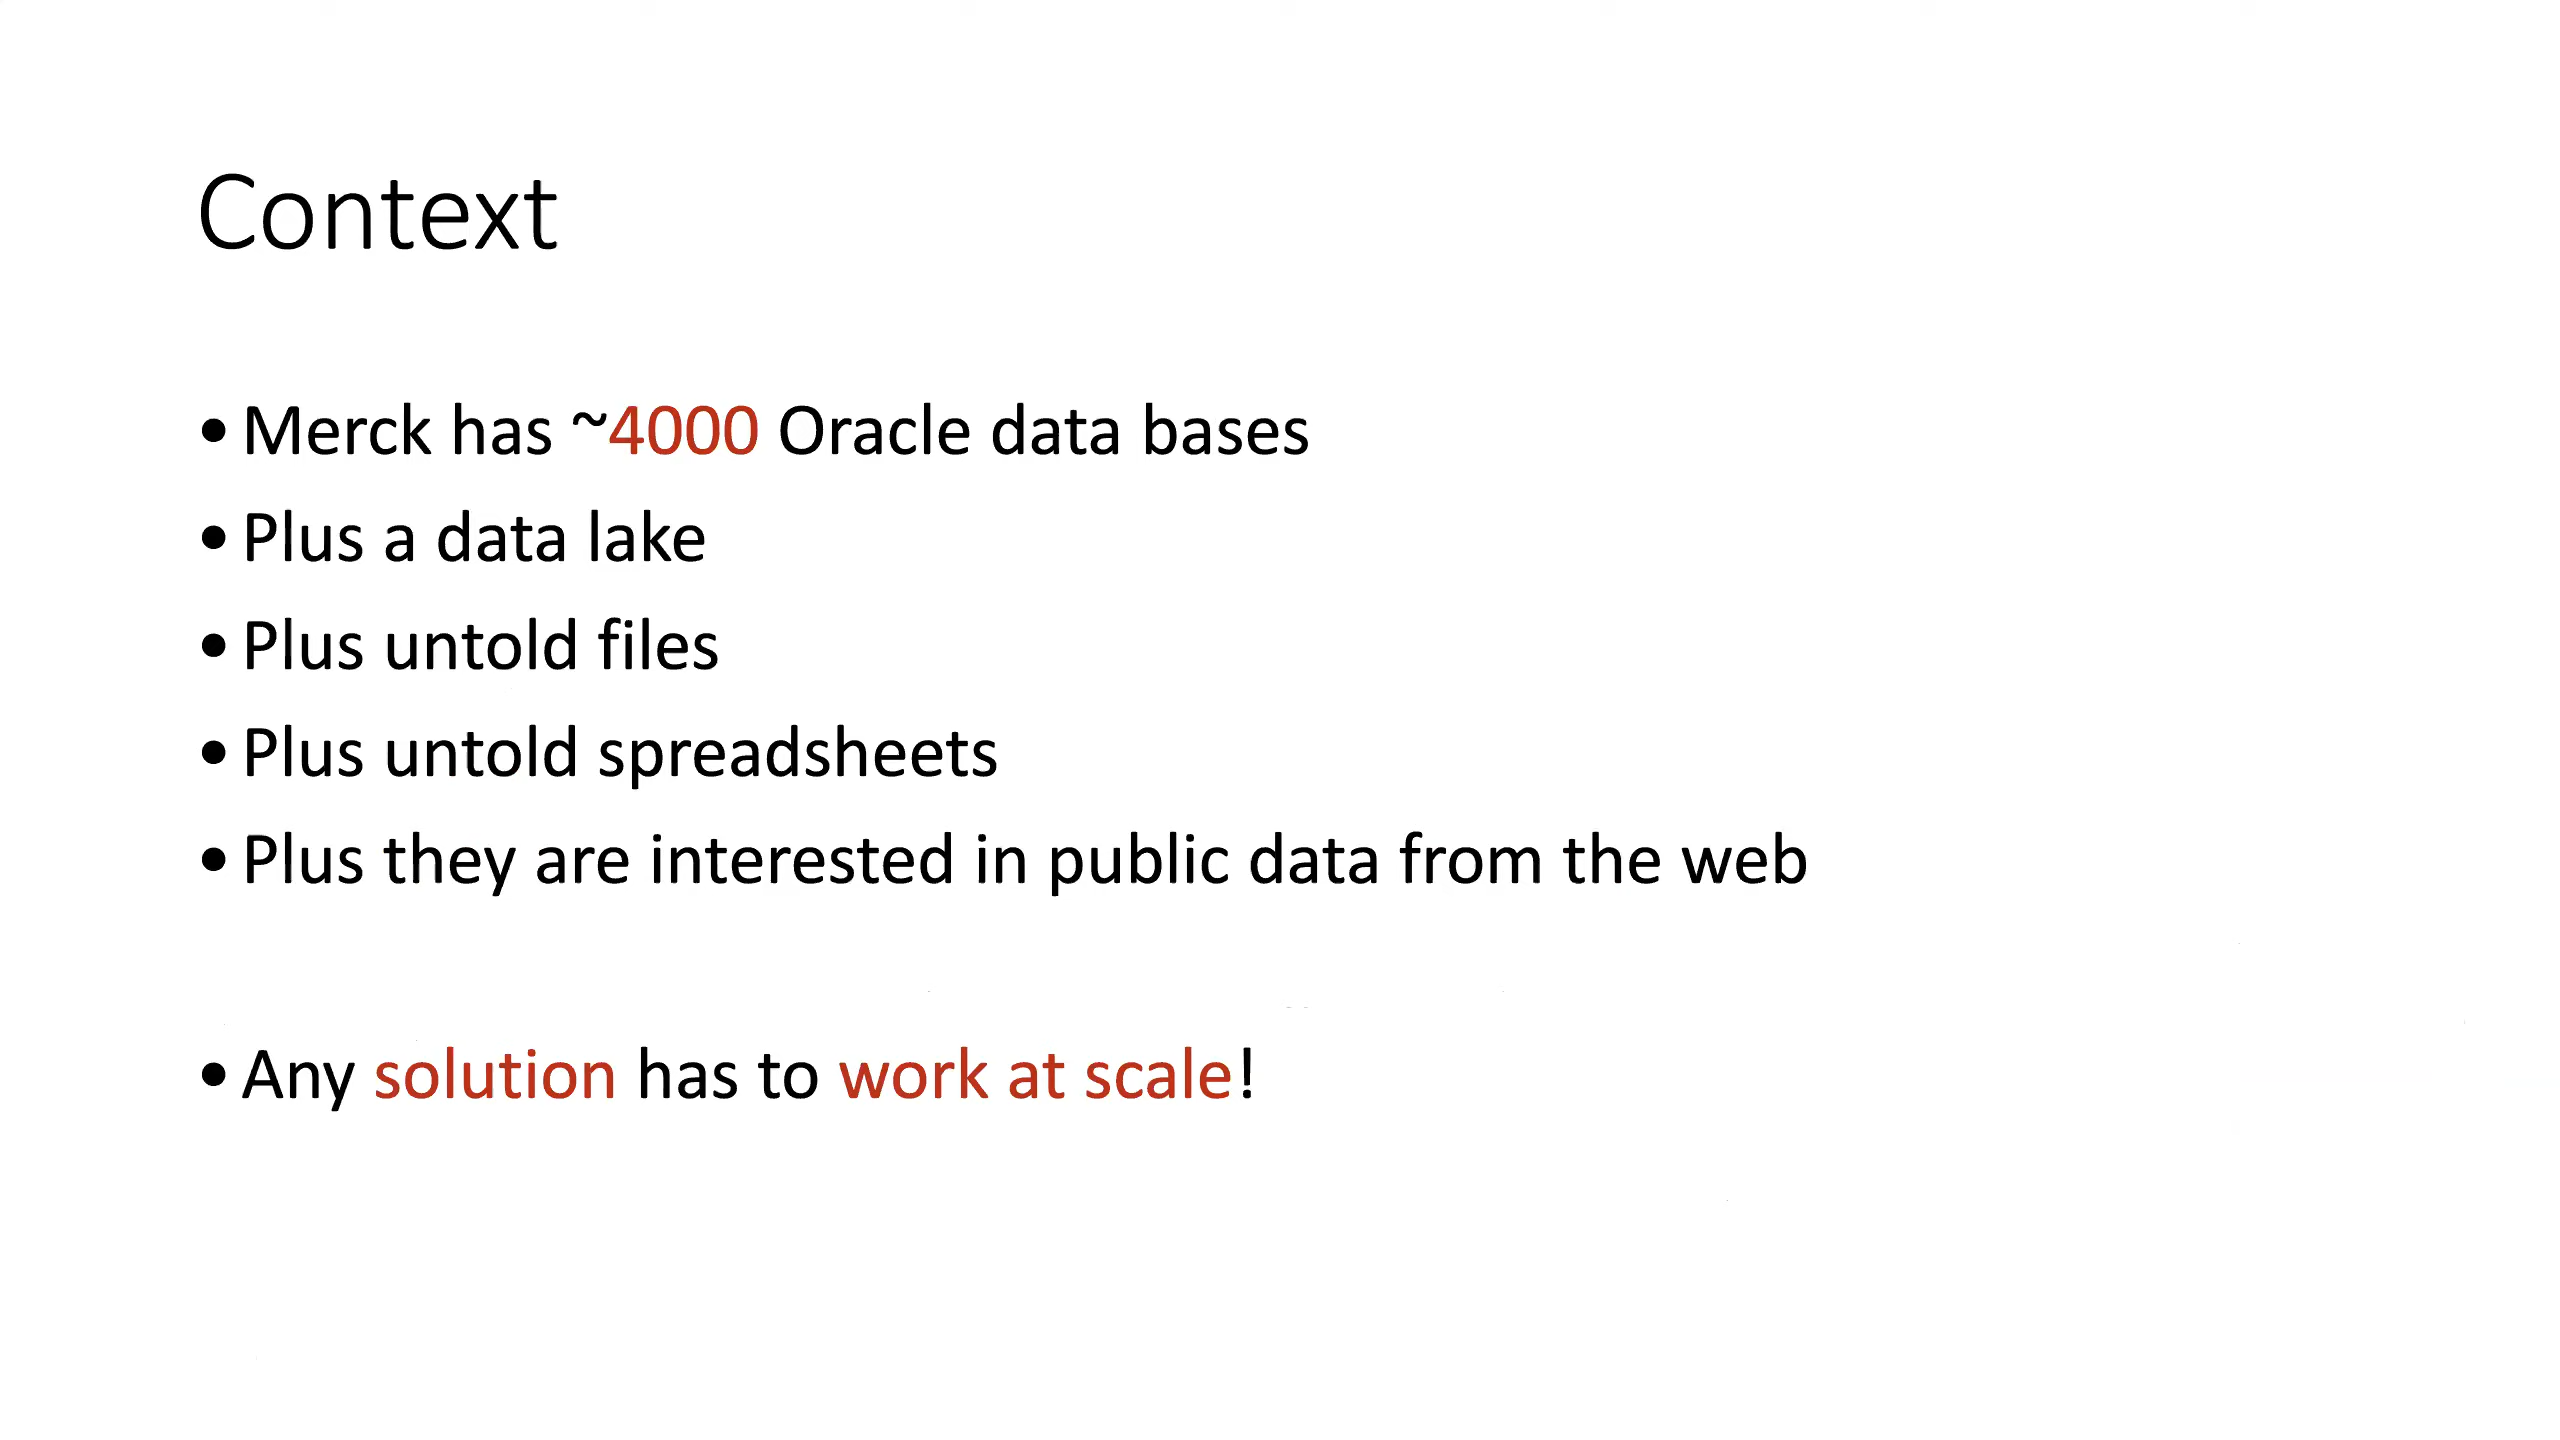 Context
• Merck has ~4000 Oracle data bases
• Plus a data lake
• Plus untold files
• Plus untold spreadsheets
• Plus they are interested in public data from the web
• Any solution has to work at scale!